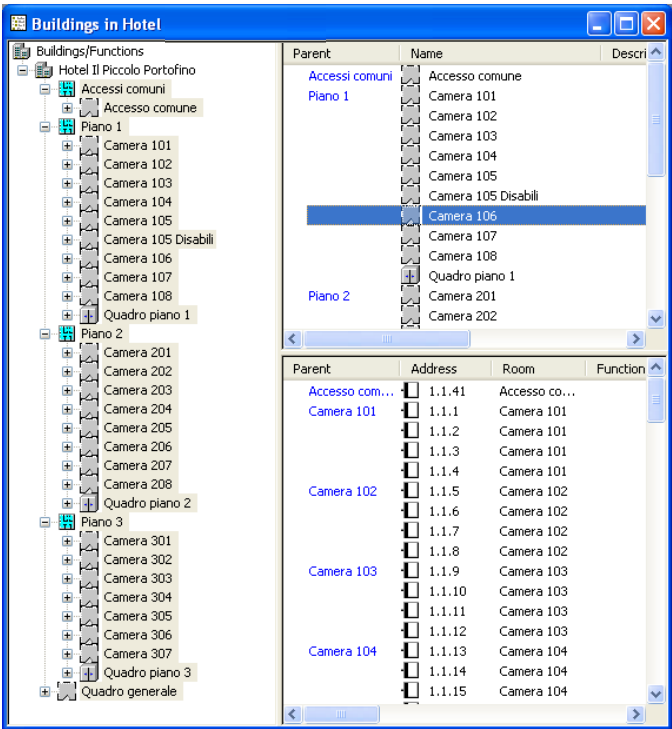 Buildings in Hotel
Buildings/Functions
Hotel Il Piccolo Portofino
Accessi comuni
Accesso comune
Piano 1
Camera 101
Camera 102
Camera 103
Camera 104
Camera 105
Camera 105 Disabili
Camera 106
Camera 107
Camera 108
Quadro piano 1
Piano 2
Camera 201
Camera 202
Camera 203
Camera 204
Camera 205
Camera 206
Camera 207
Camera 208
Quadro piano 2
Piano 3
Camera 301
Camera 302
Camera 303
Camera 304
Camera 305
Camera 306
Camera 307
Quadro piano 3
Quadro generale
Parent Name Descri
Accessi comuni Accesso comune
Piano 1 Camera 101
Camera 102
Camera 103
Camera 104
Camera 105
Camera 105 Disabili
Camera 106
Camera 107
Camera 108
Quadro piano 1
Piano 2 Camera 201
Camera 202
Parent Address Room Function
Accesso com... 1.1.41 Accesso co...
Camera 101 1.1.1 Camera 101
1.1.2 Camera 101
1.1.3 Camera 101
1.1.4 Camera 101
Camera 102 1.1.5 Camera 102
1.1.6 Camera 102
1.1.7 Camera 102
1.1.8 Camera 102
Camera 103 1.1.9 Camera 103
1.1.10 Camera 103
1.1.11 Camera 103
1.1.12 Camera 103
Camera 104 1.1.13 Camera 104
1.1.14 Camera 104
1.1.15 Camera 104